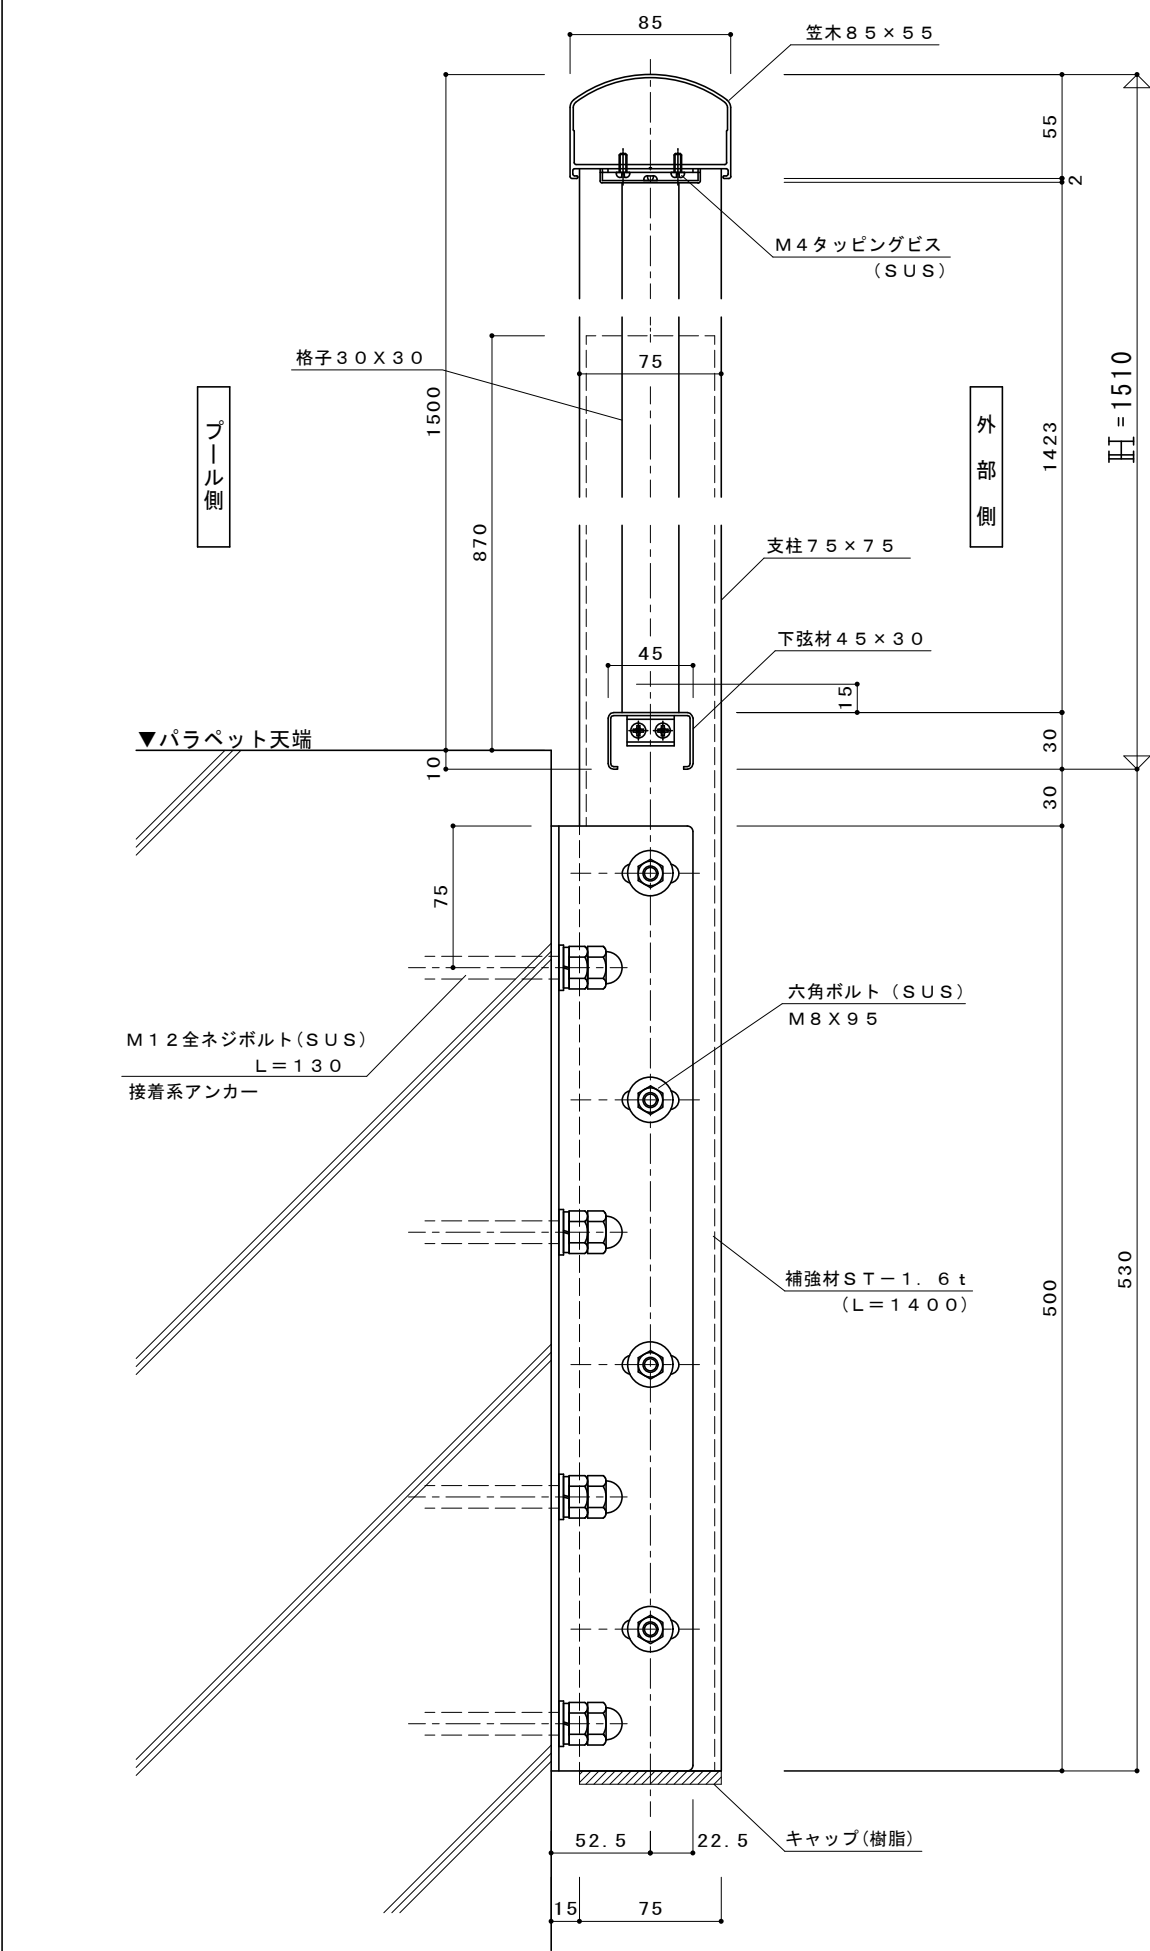 85
笠木85×55
55
2
M4タッピングビス
(SUS)
格子30X30
75
1500
プール側
外部側
1423
H=1510
870
支柱75×75
下弦材45×30
45
15
▼パラペット天端
10
30
30
75
六角ボルト(SUS)
M8X95
M12全ネジボルト(SUS)
L=130
接着系アンカー
補強材ST-1.6t
(L=1400)
500
530
52.5
22.5
キャップ(樹脂)
15
75